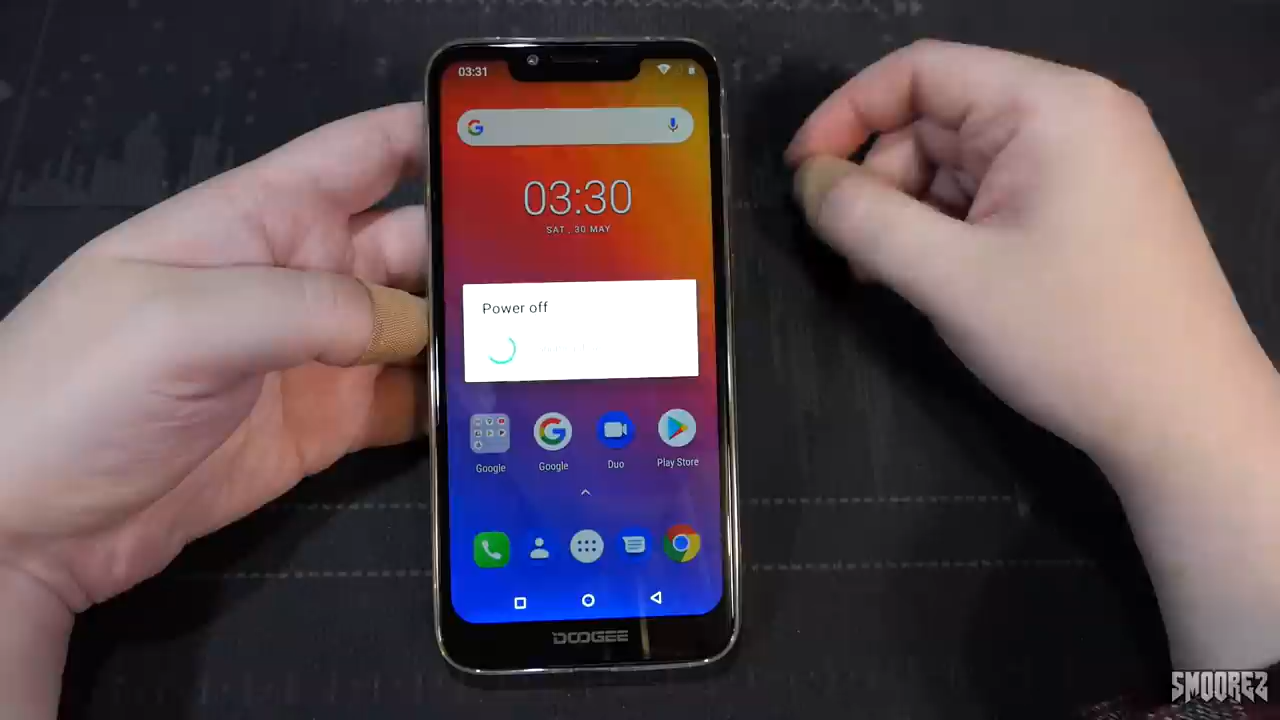 03:31
03:30
SAT , 30 MAY
Power off
Google
Google
Duo
Play Store
DOOGEE
SMOOREZ